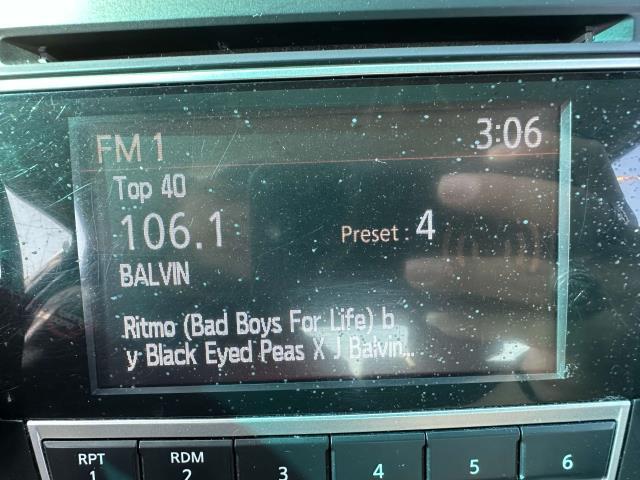 FM 1 3:06
Top 40
106.1 Preset : 4
BALVIN
Ritmo (Bad Boys For Life) b
y Black Eyed Peas X J Balvin...
RPT RDM
1 2 3 4 5 6